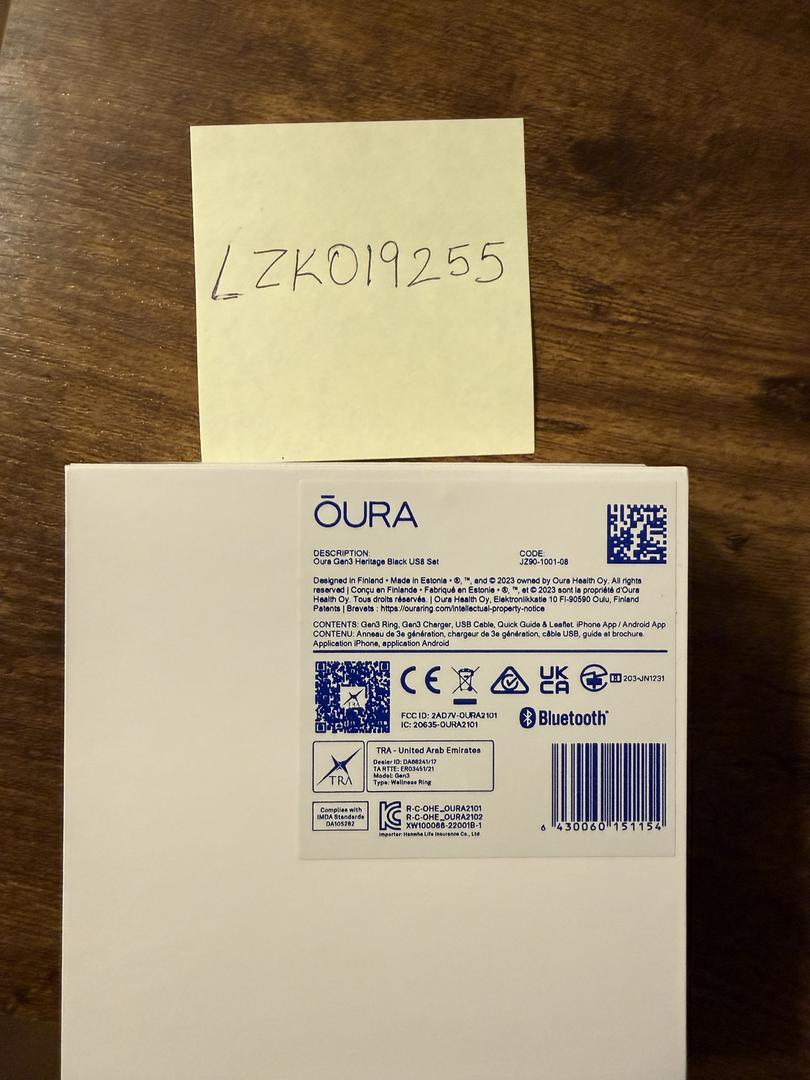 LZK019255
ŌURA
DESCRIPTION:
Oura Gen3 Heritage Black US8 Set
CODE:
JZ90-1001-08
Designed in Finland • Made in Estonia • ®, ™, and © 2023 owned by Oura Health Oy. All rights
reserved | Conçu en Finlande • Fabriqué en Estonie • ®, ™, et © 2023 sont la propriété d'Oura
Health Oy. Tous droits réservés. | Oura Health Oy, Elektroniikkatie 10 FI-90590 Oulu, Finland
Patents | Brevets : https://ouraring.com/intellectual-property-notice
CONTENTS: Gen3 Ring, Gen3 Charger, USB Cable, Quick Guide & Leaflet. iPhone App / Android App
CONTENU: Anneau de 3e génération, chargeur de 3e génération, câble USB, guide et brochure.
Application iPhone, application Android
TRA
CE
UK
CA
203-JN1231
FCC ID: 2AD7V-OURA2101
IC: 20635-OURA2101
Bluetooth®
TRA
TRA - United Arab Emirates
Dealer ID: DA68241/17
TA RTTE: ER03451/21
Model: Gen3
Type: Wellness Ring
Complies with
IMDA Standards
DA105282
R-C-OHE_OURA2101
R-C-OHE_OURA2102
XW100066-22001B-1
Importer: Hanwha Life Insurance Co., Ltd.
6 430060 151154